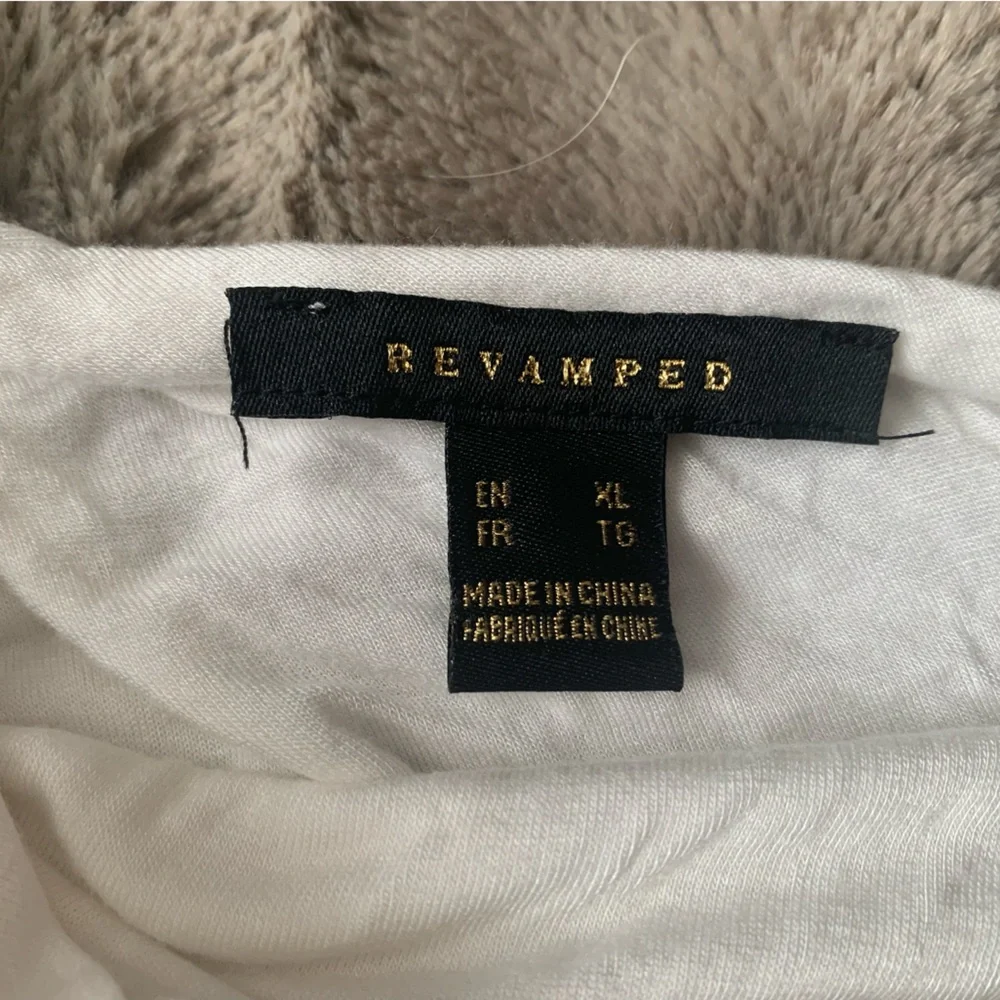 REVAMPED
EN XL
FR TG
MADE IN CHINA
FABRIQUÉ EN CHINE